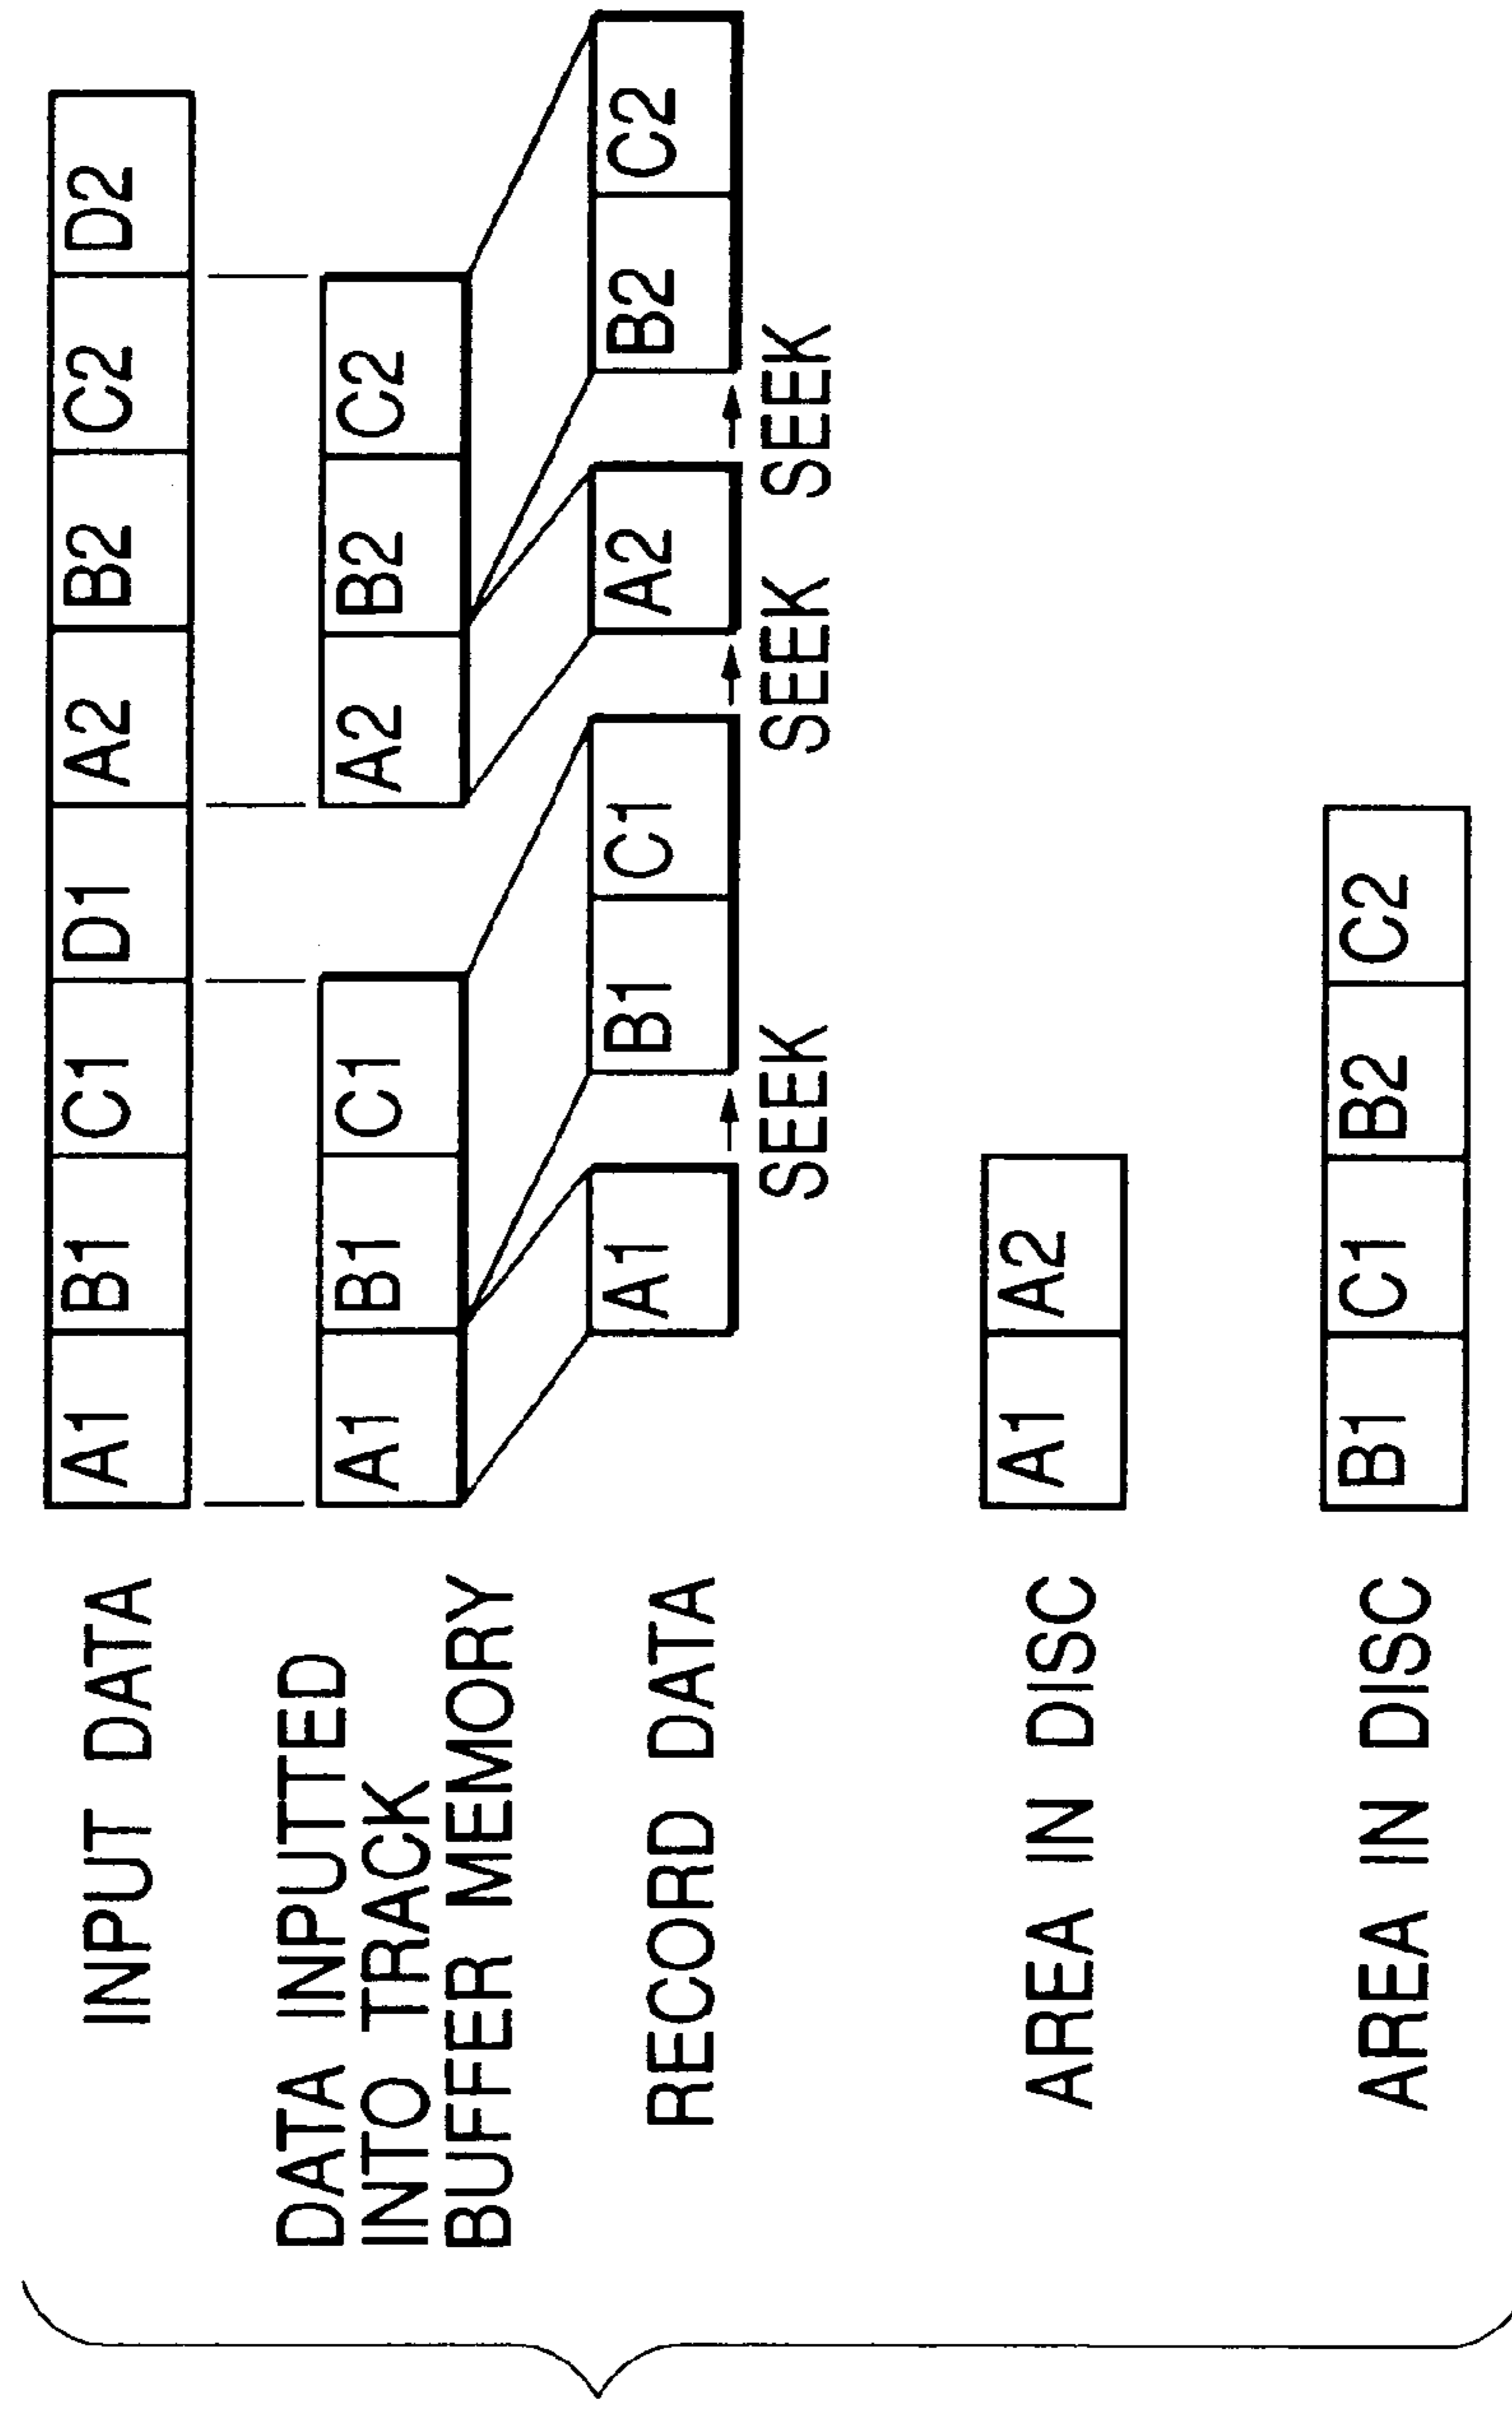 INPUT DATA
A1 B1 C1 D1 A2 B2 C2 D2
DATA INPUTTED
INTO TRACK
BUFFER MEMORY
A1 B1 C1 A2 B2 C2
RECORD DATA
A1 B1 C1 A2 B2 C2
SEEK SEEK SEEK
AREA IN DISC
A1 A2
AREA IN DISC
B1 C1 B2 C2